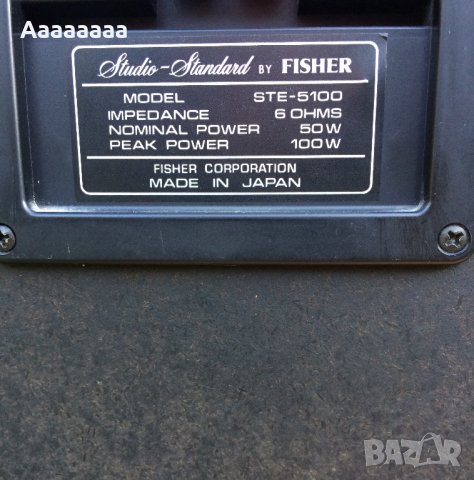 Aaaaaaaa
Studio-Standard BY FISHER
MODEL STE-5100
IMPEDANCE 6 OHMS
NOMINAL POWER 50W
PEAK POWER 100W
FISHER CORPORATION
MADE IN JAPAN
BAZAR